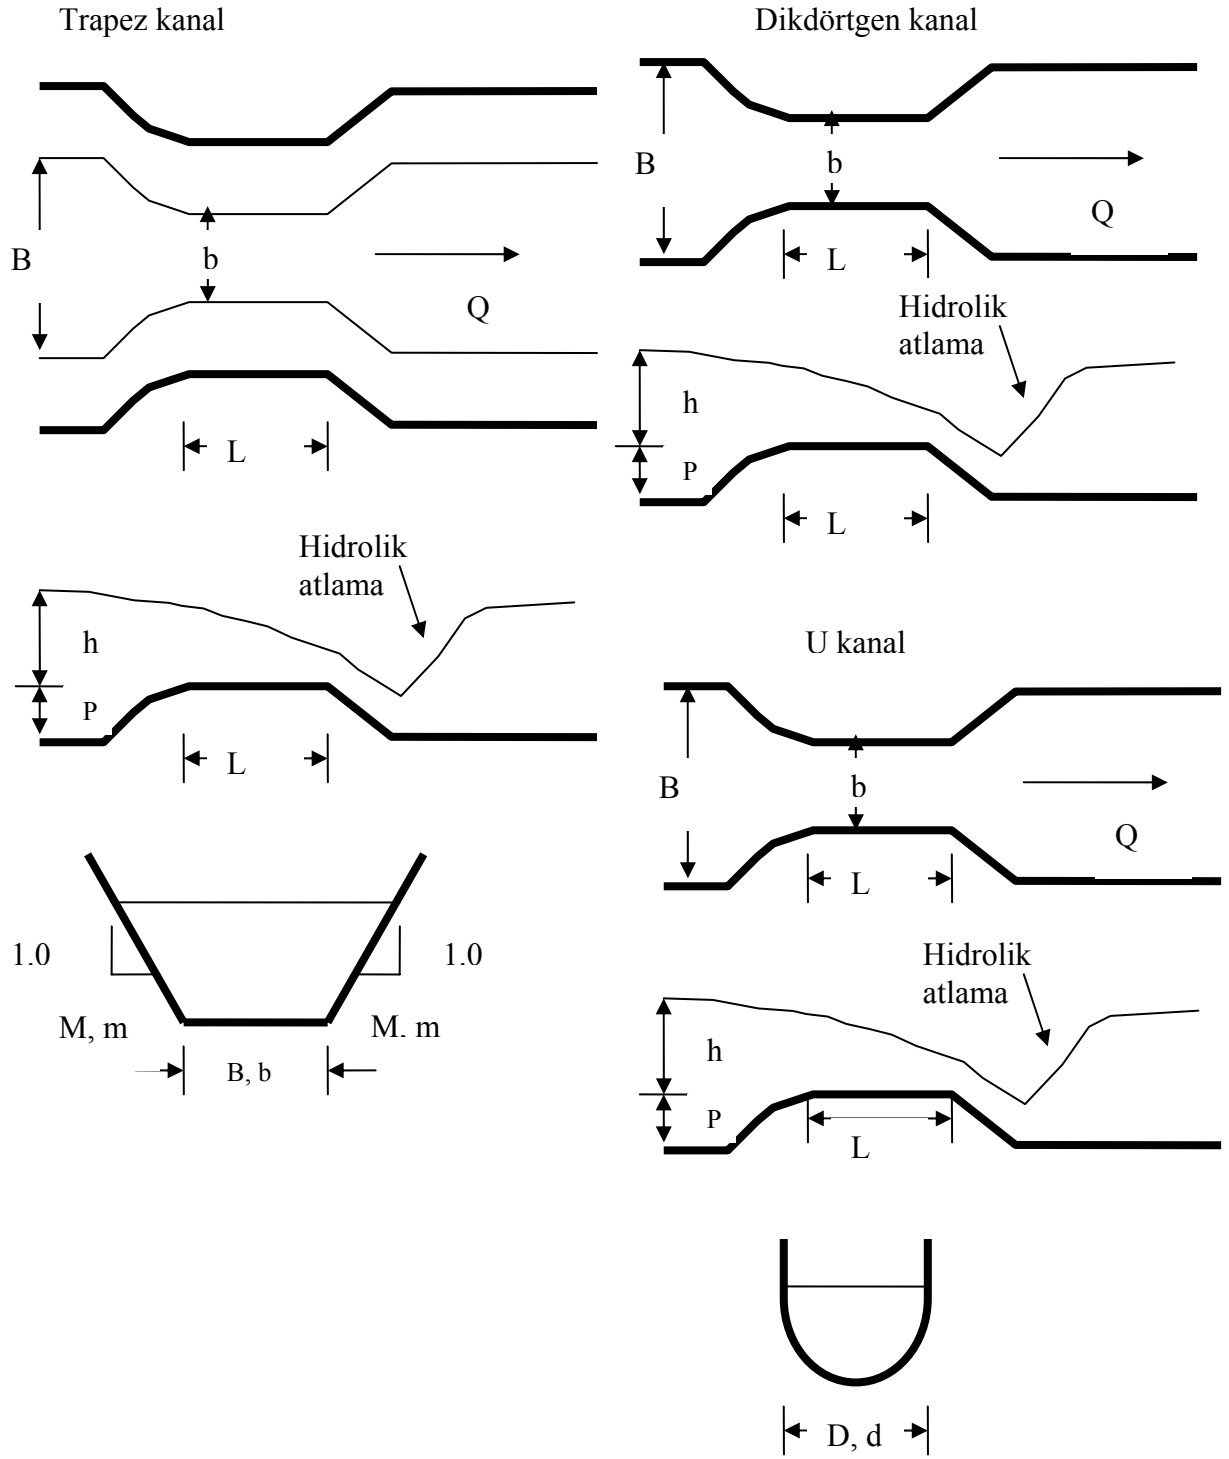 Trapez kanal
B
b
Q
L
Hidrolik
atlama
h
P
L
1.0
1.0
M, m
M, m
B, b
Dikdörtgen kanal
B
b
Q
L
Hidrolik
atlama
h
P
L
U kanal
B
b
Q
L
Hidrolik
atlama
h
P
L
D, d